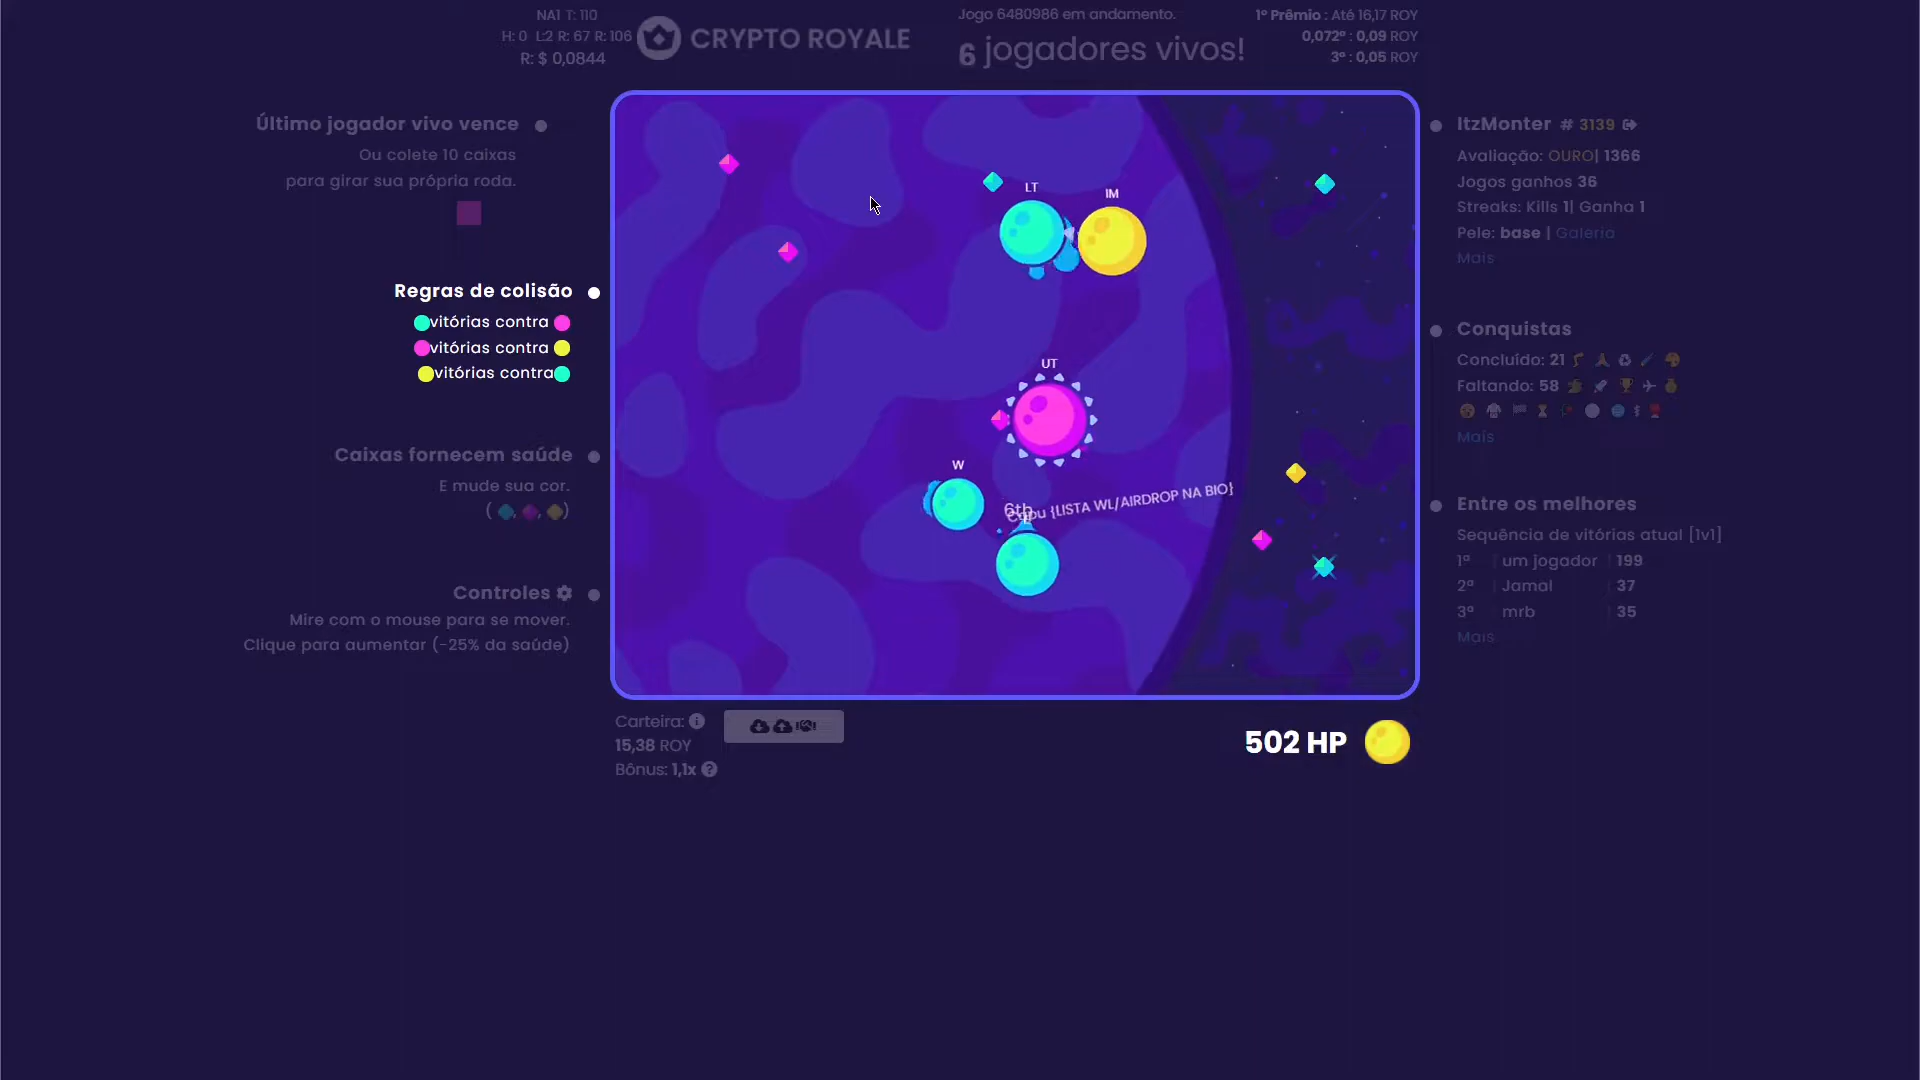 NA1 T: 110
H: 0 L2 R: 67 R: 106
R: $ 0,0844
CRYPTO ROYALE
Jogo 6480986 em andamento.
6 jogadores vivos!
1º Prêmio : Até 16,17 ROY
0,072º : 0,09 ROY
3º : 0,05 ROY
Último jogador vivo vence
Ou colete 10 caixas
para girar sua própria roda.
Regras de colisão
vitórias contra
vitórias contra
vitórias contra
Caixas fornecem saúde
E mude sua cor.
( , , )
Controles
Mire com o mouse para se mover.
Clique para aumentar (-25% da saúde)
LT
IM
UT
W
6th
{LISTA WL/AIRDROP NA BIO}
Carteira:
15,38 ROY
Bônus: 1,1x
502 HP
ItzMonter # 3139
Avaliação: OURO| 1366
Jogos ganhos 36
Streaks: Kills 1| Ganha 1
Pele: base | Galeria
Mais
Conquistas
Concluído: 21
Faltando: 58
Mais
Entre os melhores
Sequência de vitórias atual [1v1]
1º um jogador 199
2º Jamal 37
3º mrb 35
Mais